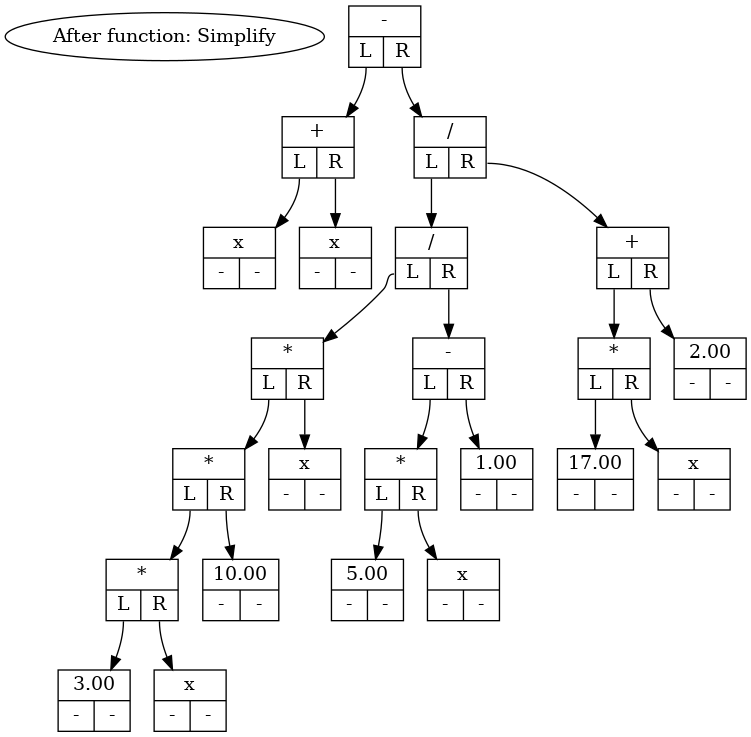 After function: Simplify
-
L R
+ /
L R L R
x x / +
- - - - L R L R
* - * 2.00
L R L R L R - -
* x * 1.00 17.00 x
L R - - L R - - - - - -
* 10.00 5.00 x
L R - - - - - -
3.00 x
- - - -